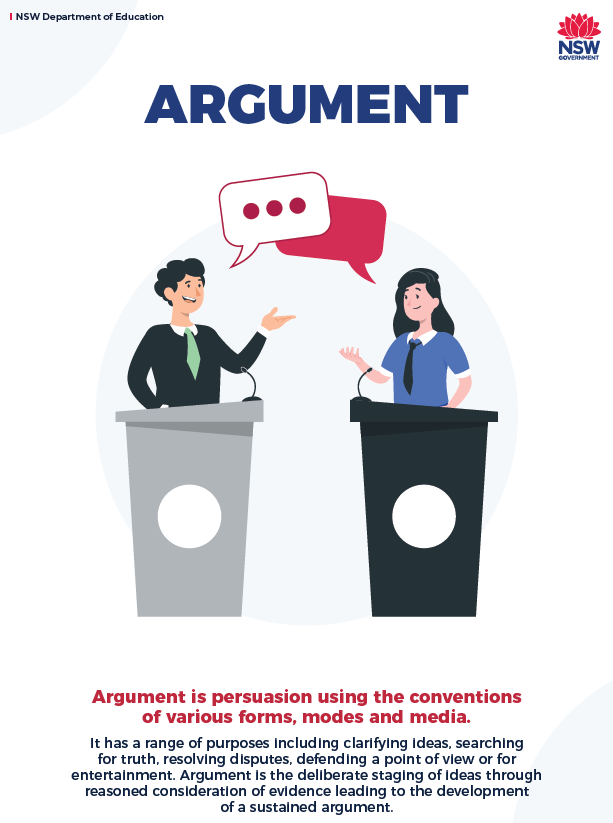 NSW Department of Education
NSW
GOVERNMENT
ARGUMENT
Argument is persuasion using the conventions
of various forms, modes and media.
It has a range of purposes including clarifying ideas, searching
for truth, resolving disputes, defending a point of view or for
entertainment. Argument is the deliberate staging of ideas through
reasoned consideration of evidence leading to the development
of a sustained argument.